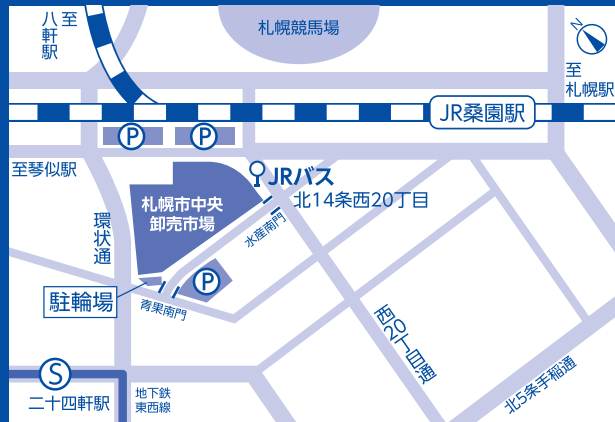 至
八軒駅
札幌競馬場
N
至
札幌駅
JR桑園駅
P
P
至琴似駅
JRバス
北14条西20丁目
札幌市中央
卸売市場
環状通
水産南門
P
駐輪場
青果南門
西20丁目通
S
二十四軒駅
地下鉄
東西線
北5条手稲通